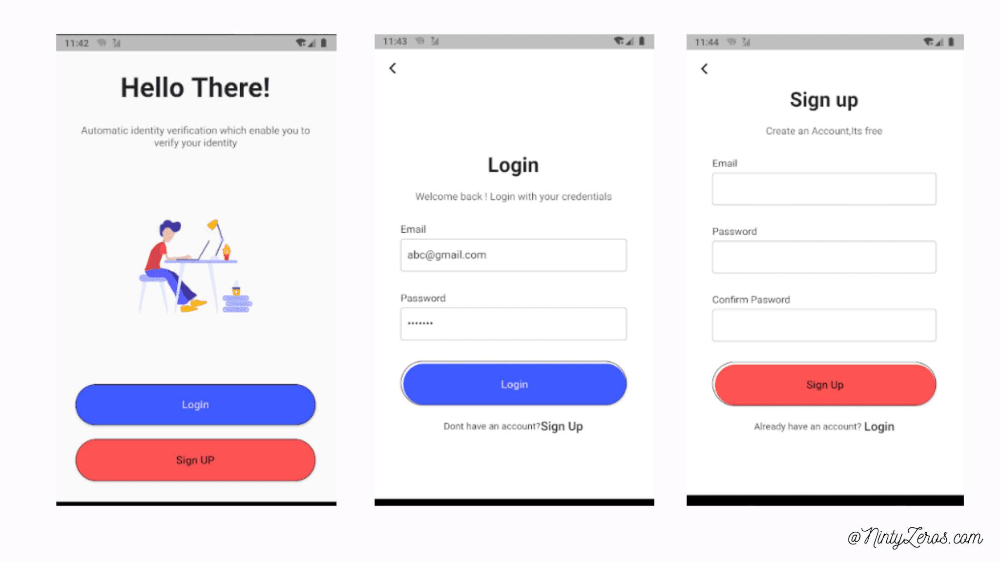 11:42
Hello There!
Automatic identity verification which enable you to
verify your identity
Login
Sign UP
11:43
Login
Welcome back ! Login with your credentials
Email
abc@gmail.com
Password
•••••••
Login
Dont have an account?Sign Up
11:44
Sign up
Create an Account,Its free
Email
Password
Confirm Pasword
Sign Up
Already have an account? Login
@NintyZeros.com